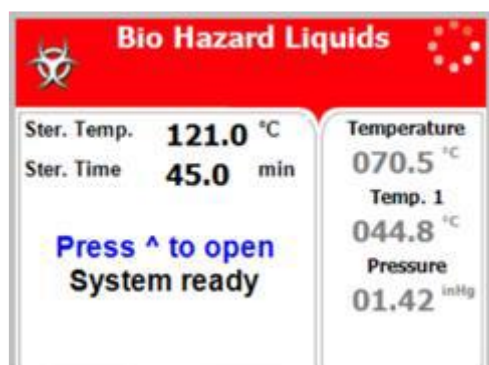 Bio Hazard Liquids
Ster. Temp. 121.0 °C
Ster. Time 45.0 min
Press ^ to open
System ready
Temperature
070.5 °C
Temp. 1
044.8 °C
Pressure
01.42 inHg